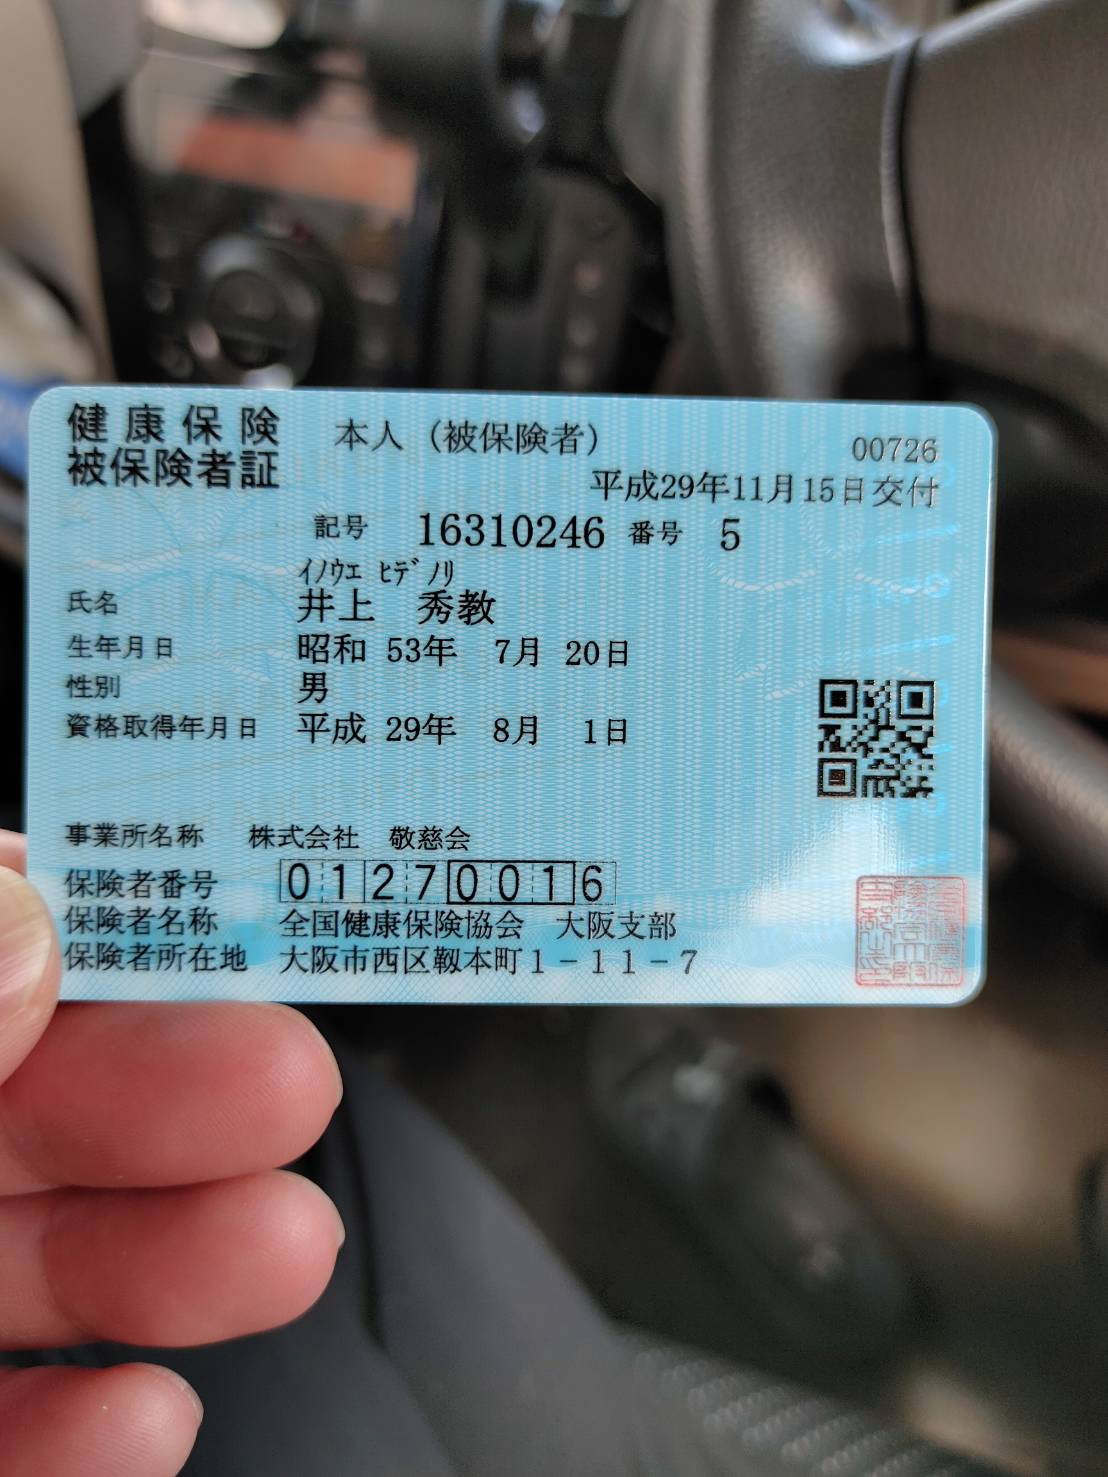 健康保険
被保険者証
本人（被保険者）
00726
平成29年11月15日交付
記号 16310246 番号 5
ｲﾉｳｴ ﾋﾃﾞﾉﾘ
氏名 井上 秀教
生年月日 昭和 53年 7月 20日
性別 男
資格取得年月日 平成 29年 8月 1日
事業所名称 株式会社 敬慈会
保険者番号 01270016
保険者名称 全国健康保険協会 大阪支部
保険者所在地 大阪市西区靱本町１－１１－７